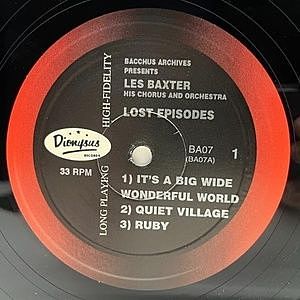 BACCHUS ARCHIVES
PRESENTS
LES BAXTER
HIS CHORUS AND ORCHESTRA
LOST EPISODES
LONG PLAYING HIGH-FIDELITY
Dionysus
RECORDS
33 RPM
BA07
(BA07A)
1
1) IT'S A BIG WIDE
WONDERFUL WORLD
2) QUIET VILLAGE
3) RUBY